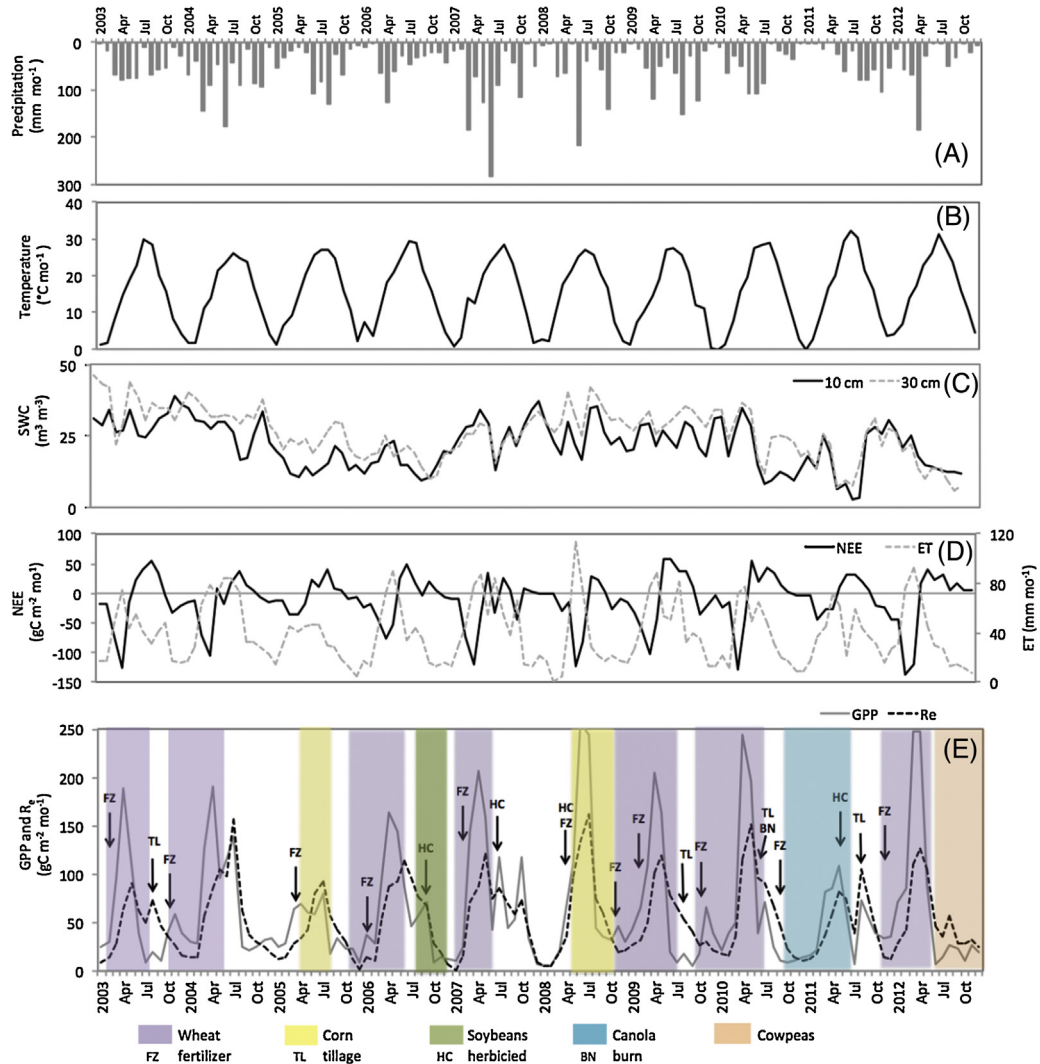 2003 Apr Jul Oct 2004 Apr Jul Oct 2005 Apr Jul Oct 2006 Apr Jul Oct 2007 Apr Jul Oct 2008 Apr Jul Oct 2009 Apr Jul Oct 2010 Apr Jul Oct 2011 Apr Jul Oct 2012 Apr Jul Oct
0
100
200
300
Precipitation
(mm mo⁻¹)
(A)
40
30
20
10
0
Temperature
(°C mo⁻¹)
(B)
50
25
0
SWC
(m³ m⁻³)
10 cm 30 cm
(C)
100
50
0
-50
-100
-150
NEE
(gC m⁻² mo¹)
NEE ET
(D)
120
80
40
0
ET (mm mo⁻¹)
GPP Re
(E)
250
200
150
100
50
0
GPP and Rₑ
(gC m⁻² mo⁻¹)
FZ
TL
FZ
FZ
FZ
HC
FZ
HC
HC
FZ
FZ
FZ
TL
FZ
TL
BN
FZ
HC
TL
FZ
2003 Apr Jul Oct 2004 Apr Jul Oct 2005 Apr Jul Oct 2006 Apr Jul Oct 2007 Apr Jul Oct 2008 Apr Jul Oct 2009 Apr Jul Oct 2010 Apr Jul Oct 2011 Apr Jul Oct 2012 Apr Jul Oct
Wheat Corn Soybeans Canola Cowpeas
FZ fertilizer TL tillage HC herbicied BN burn